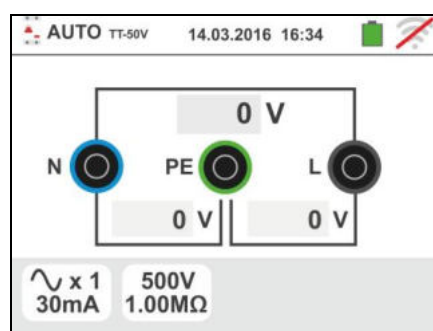 AUTO TT-50V 14.03.2016 16:34
0 V
N PE L
0 V 0 V
x 1 500V
30mA 1.00MΩ